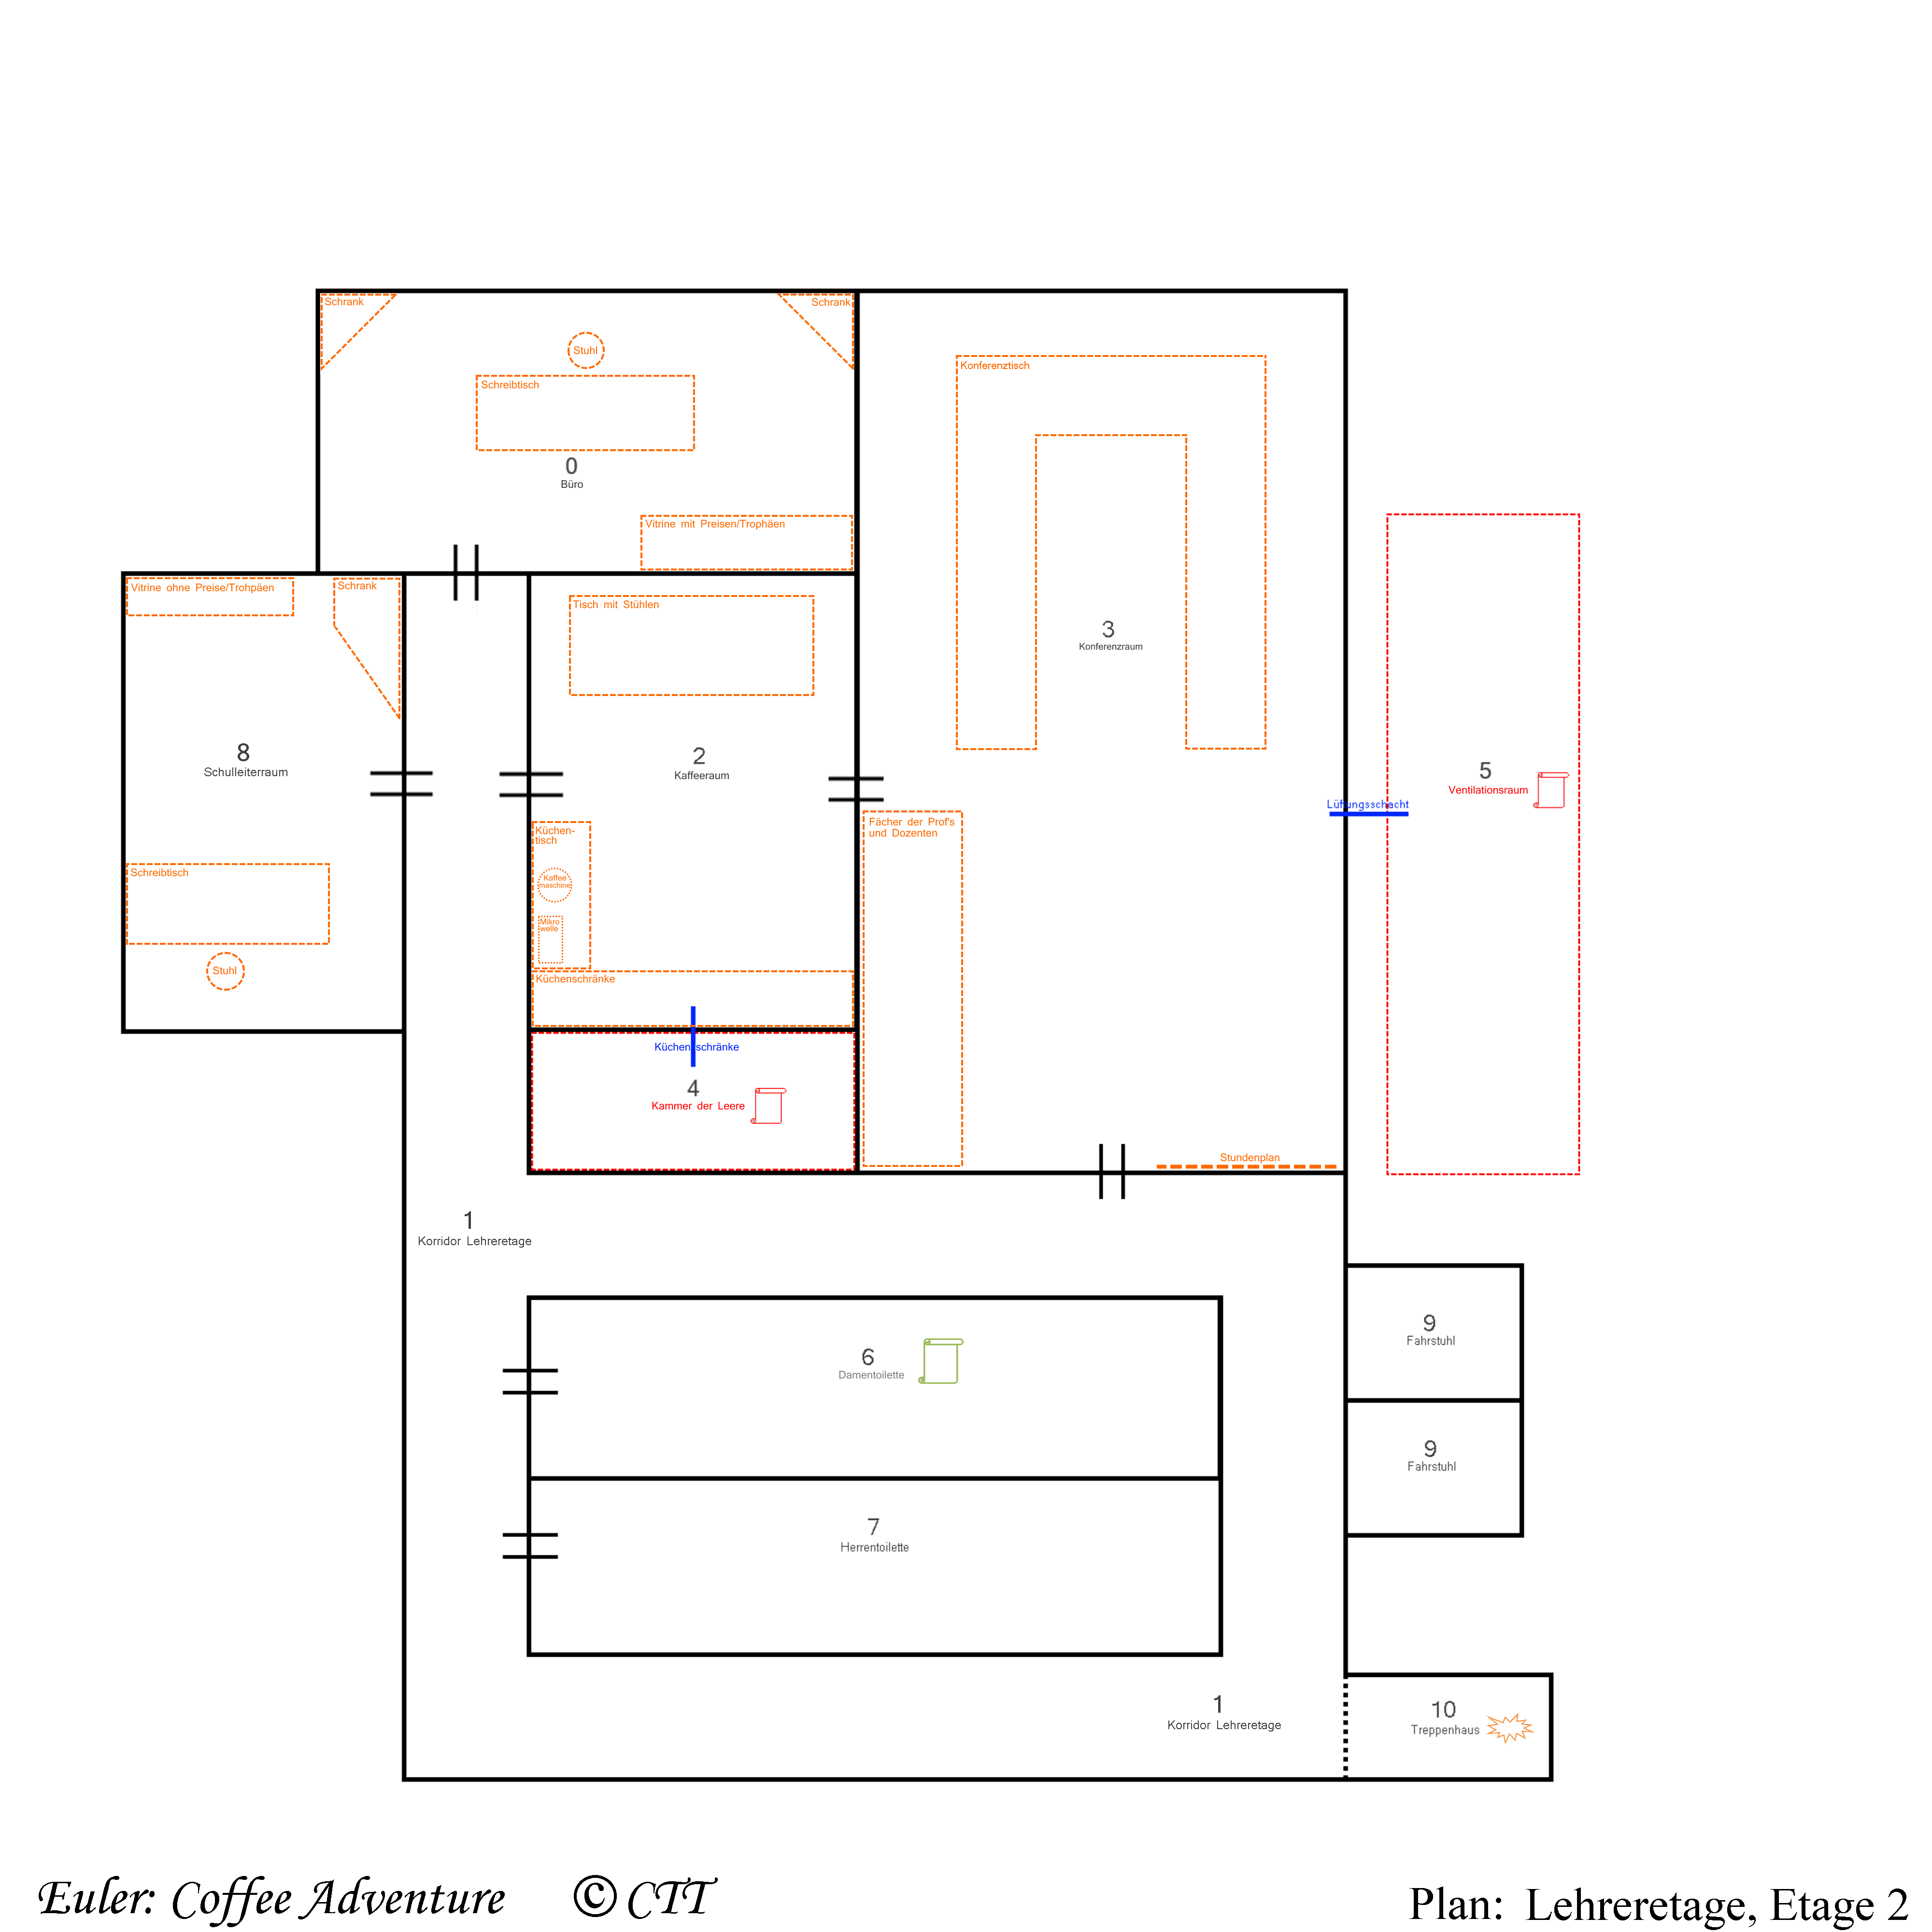 Schrank
Schrank
Stuhl
Schreibtisch
0
Büro
Vitrine mit Preisen/Trophäen
Konferenztisch
3
Konferenzraum
Vitrine ohne Preise/Trohpäen
Schrank
8
Schulleiterraum
Schreibtisch
Stuhl
Tisch mit Stühlen
2
Kaffeeraum
Küchen-
tisch
Kaffee
maschine
Mikro
welle
Küchenschränke
Küchenschränke
4
Kammer der Leere
Fächer der Prof's
und Dozenten
Lüftungsschacht
5
Ventilationsraum
Stundenplan
1
Korridor Lehreretage
6
Damentoilette
7
Herrentoilette
9
Fahrstuhl
9
Fahrstuhl
1
Korridor Lehreretage
10
Treppenhaus
Euler: Coffee Adventure © CTT
Plan: Lehreretage, Etage 2